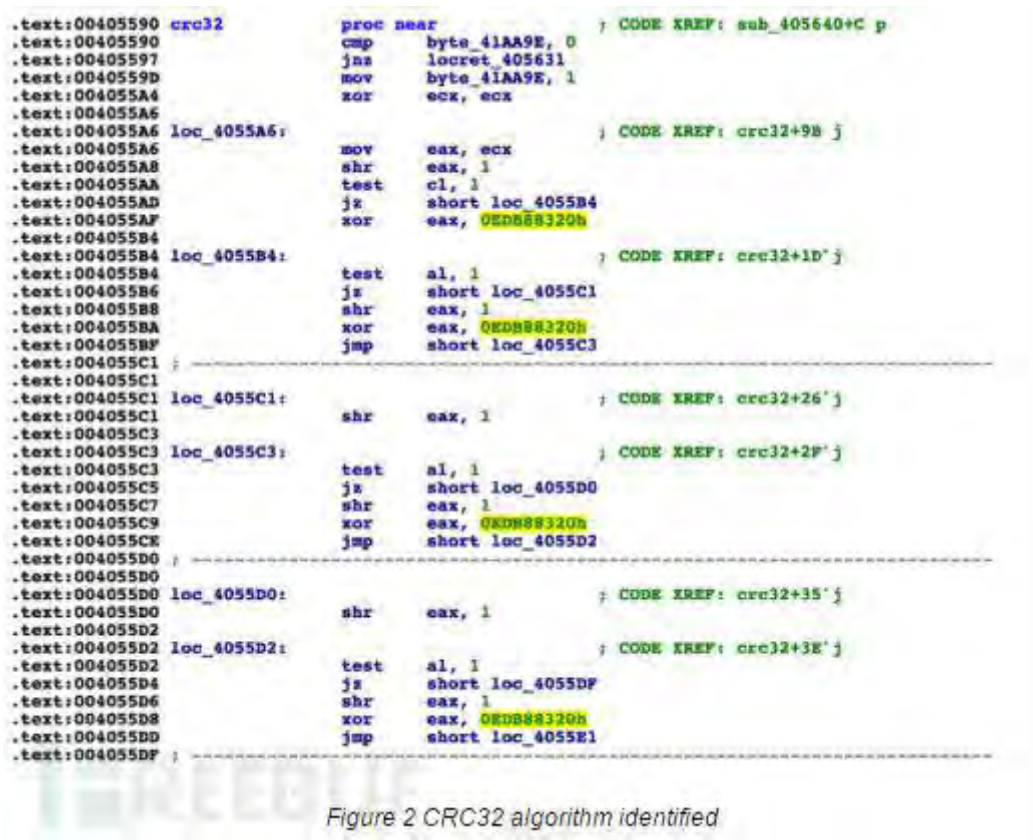 .text:00405590 crc32 proc near ; CODE XREF: sub_405640+C p
.text:00405590 cmp byte_41AA9E, 0
.text:00405597 jnz locret_405631
.text:0040559D mov byte_41AA9E, 1
.text:004055A4 xor ecx, ecx
.text:004055A6
.text:004055A6 loc_4055A6: ; CODE XREF: crc32+9B j
.text:004055A6 mov eax, ecx
.text:004055A8 shr eax, 1
.text:004055AA test cl, 1
.text:004055AD jz short loc_4055B4
.text:004055AF xor eax, 0EDB88320h
.text:004055B4
.text:004055B4 loc_4055B4: ; CODE XREF: crc32+1D j
.text:004055B4 test al, 1
.text:004055B6 jz short loc_4055C1
.text:004055B8 shr eax, 1
.text:004055BA xor eax, 0EDB88320h
.text:004055BF jmp short loc_4055C3
.text:004055C1 ; ---------------------------------------------------------------------------
.text:004055C1
.text:004055C1 loc_4055C1: ; CODE XREF: crc32+26 j
.text:004055C1 shr eax, 1
.text:004055C3
.text:004055C3 loc_4055C3: ; CODE XREF: crc32+2F j
.text:004055C3 test al, 1
.text:004055C5 jz short loc_4055D0
.text:004055C7 shr eax, 1
.text:004055C9 xor eax, 0EDB88320h
.text:004055CE jmp short loc_4055D2
.text:004055D0 ; ---------------------------------------------------------------------------
.text:004055D0
.text:004055D0 loc_4055D0: ; CODE XREF: crc32+35 j
.text:004055D0 shr eax, 1
.text:004055D2
.text:004055D2 loc_4055D2: ; CODE XREF: crc32+3E j
.text:004055D2 test al, 1
.text:004055D4 jz short loc_4055DF
.text:004055D6 shr eax, 1
.text:004055D8 xor eax, 0EDB88320h
.text:004055DD jmp short loc_4055E1
.text:004055DF ; ---------------------------------------------------------------------------
Figure 2 CRC32 algorithm identified